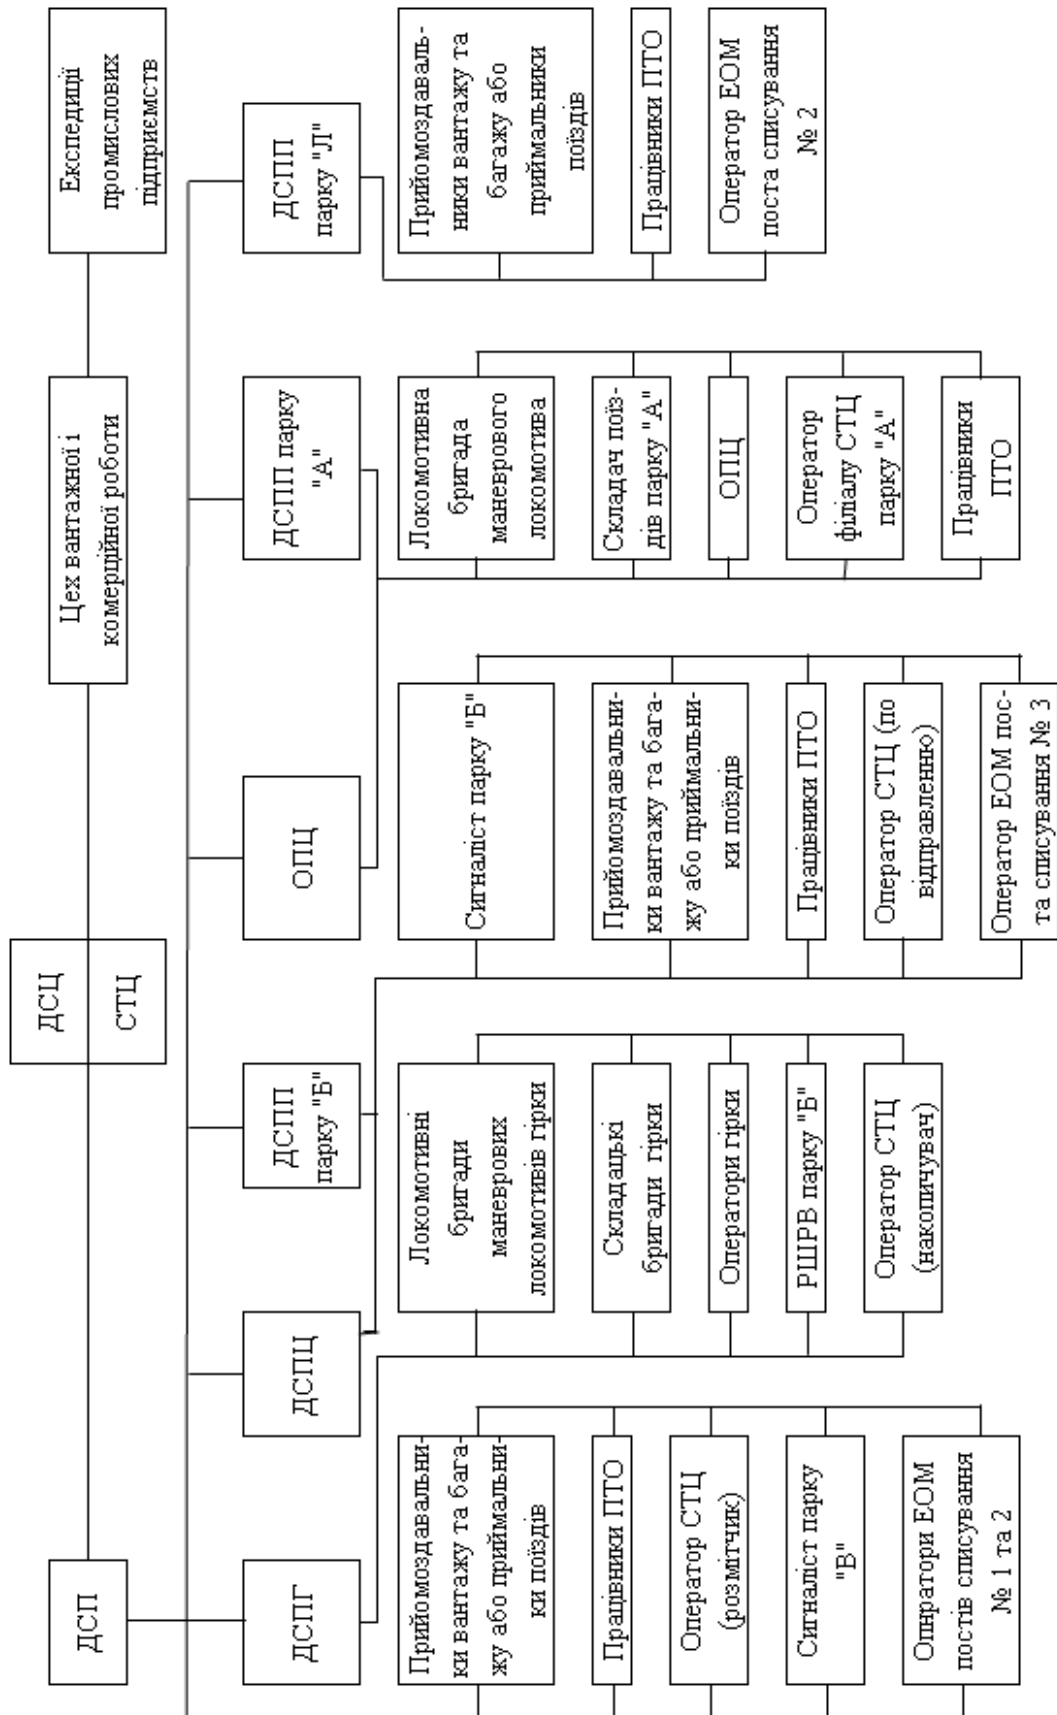 ДСП
ДСЦ
СТЦ
Цех вантажної і
комерційної роботи
Експедиції
промислових
підприємств
ДСПГ
ДСПЦ
ДСПП
парку "Б"
ОПЦ
ДСПП парку
"А"
ДСПП
парку "Л"
Прийомоздавальни-
ки вантажу та бага-
жу або приймальни-
ки поїздів
Працівники ПТО
Оператор СТЦ
(розмітчик)
Сигналіст парку
"В"
Опнратори ЕОМ
постів списування
№ 1 та 2
Локомотивні
бригади
маневрових
локомотивів гірки
Складацькі
бригади гірки
Оператори гірки
РШРВ парку "Б"
Оператор СТЦ
(накопичувач)
Сигналіст парку "Б"
Прийомоздавальни-
ки вантажу та бага-
жу або приймальни-
ки поїздів
Працівники ПТО
Оператор СТЦ (по
відправленню)
Оператор ЕОМ пос-
та списування № 3
Локомотивна
бригада
маневрового
локомотива
Складач поїз-
дів парку "А"
ОПЦ
Оператор
філіалу СТЦ
парку "А"
Працівники
ПТО
Прийомоздаваль-
ники вантажу та
багажу або
приймальники
поїздів
Працівники ПТО
Оператор ЕОМ
поста списування
№ 2